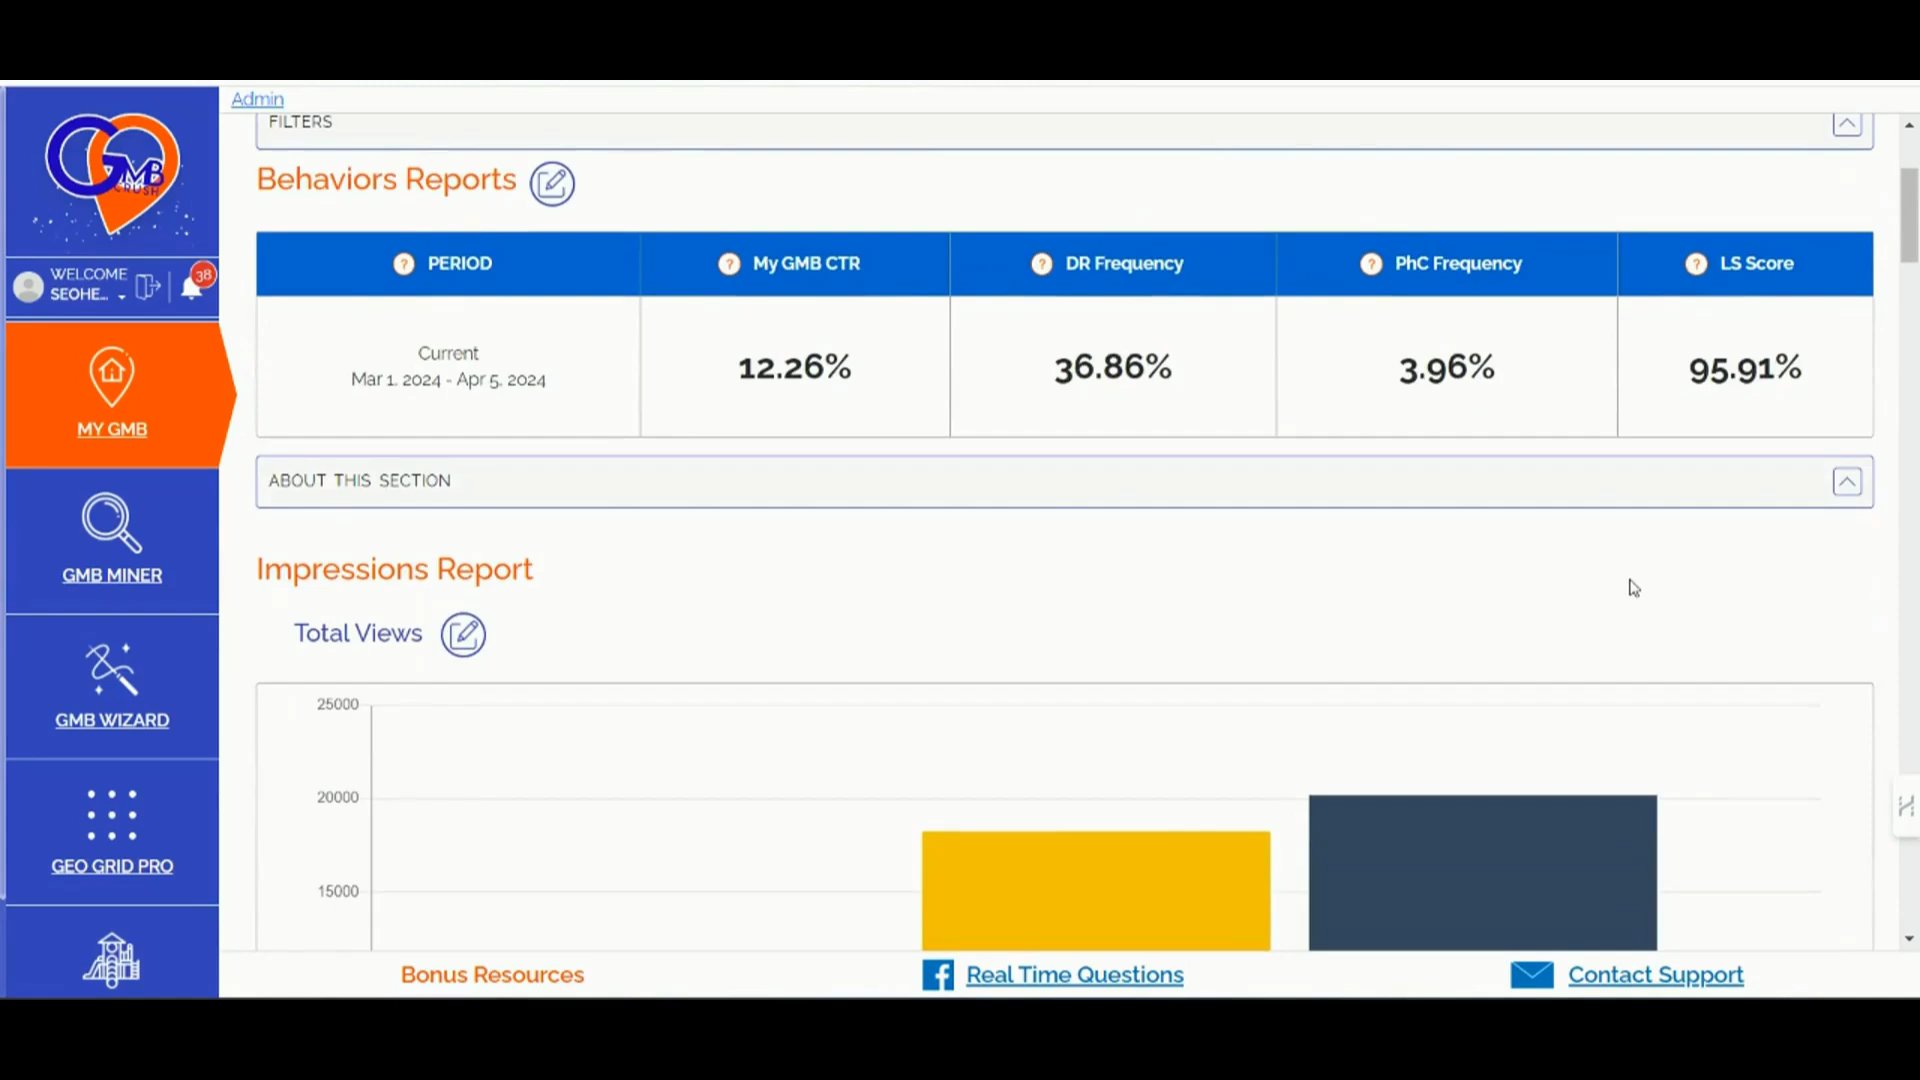 Admin
FILTERS
GMB
CRUSH
Behaviors Reports
? PERIOD ? My GMB CTR ? DR Frequency ? PhC Frequency ? LS Score
WELCOME
SEOHE...
38
Current
Mar 1, 2024 - Apr 5, 2024
12.26% 36.86% 3.96% 95.91%
MY GMB
ABOUT THIS SECTION
GMB MINER
Impressions Report
Total Views
GMB WIZARD
25000
20000
15000
GEO GRID PRO
Bonus Resources
Real Time Questions
Contact Support